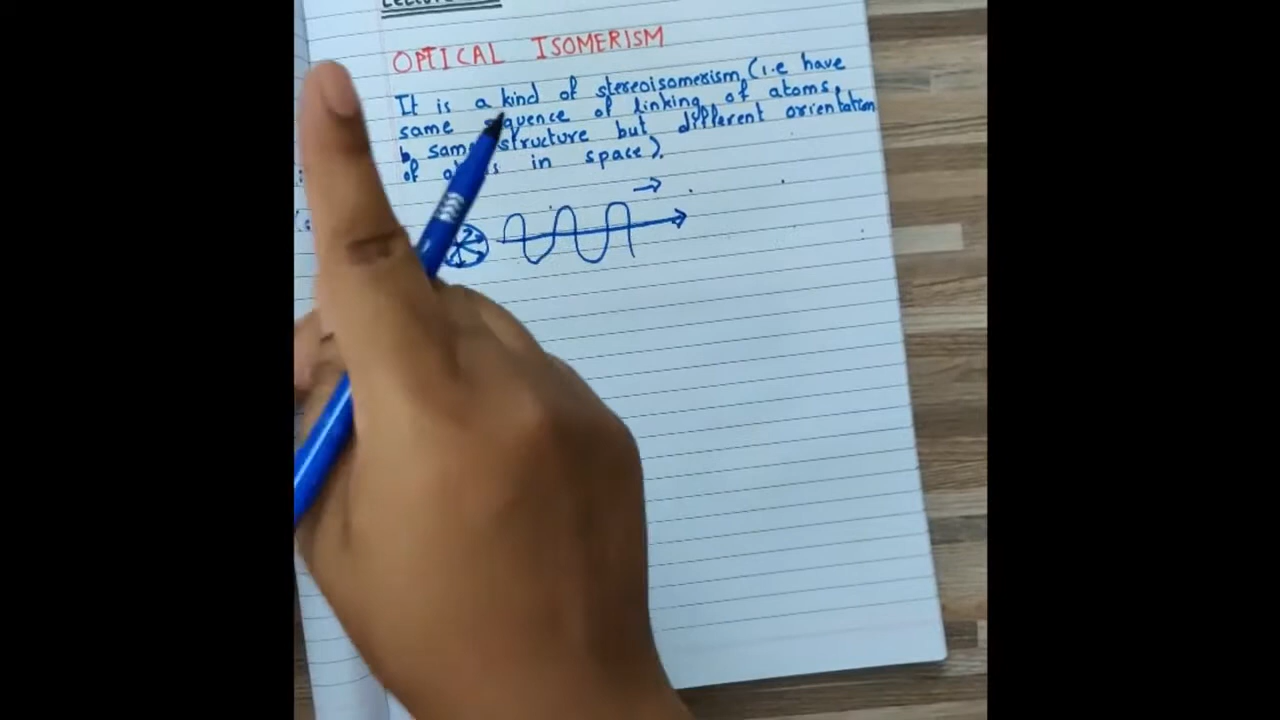 OPTICAL ISOMERISM
It is a kind of stereoisomerism (i.e have
same sequence of linking of atoms,
structure but different orientation
of in space).